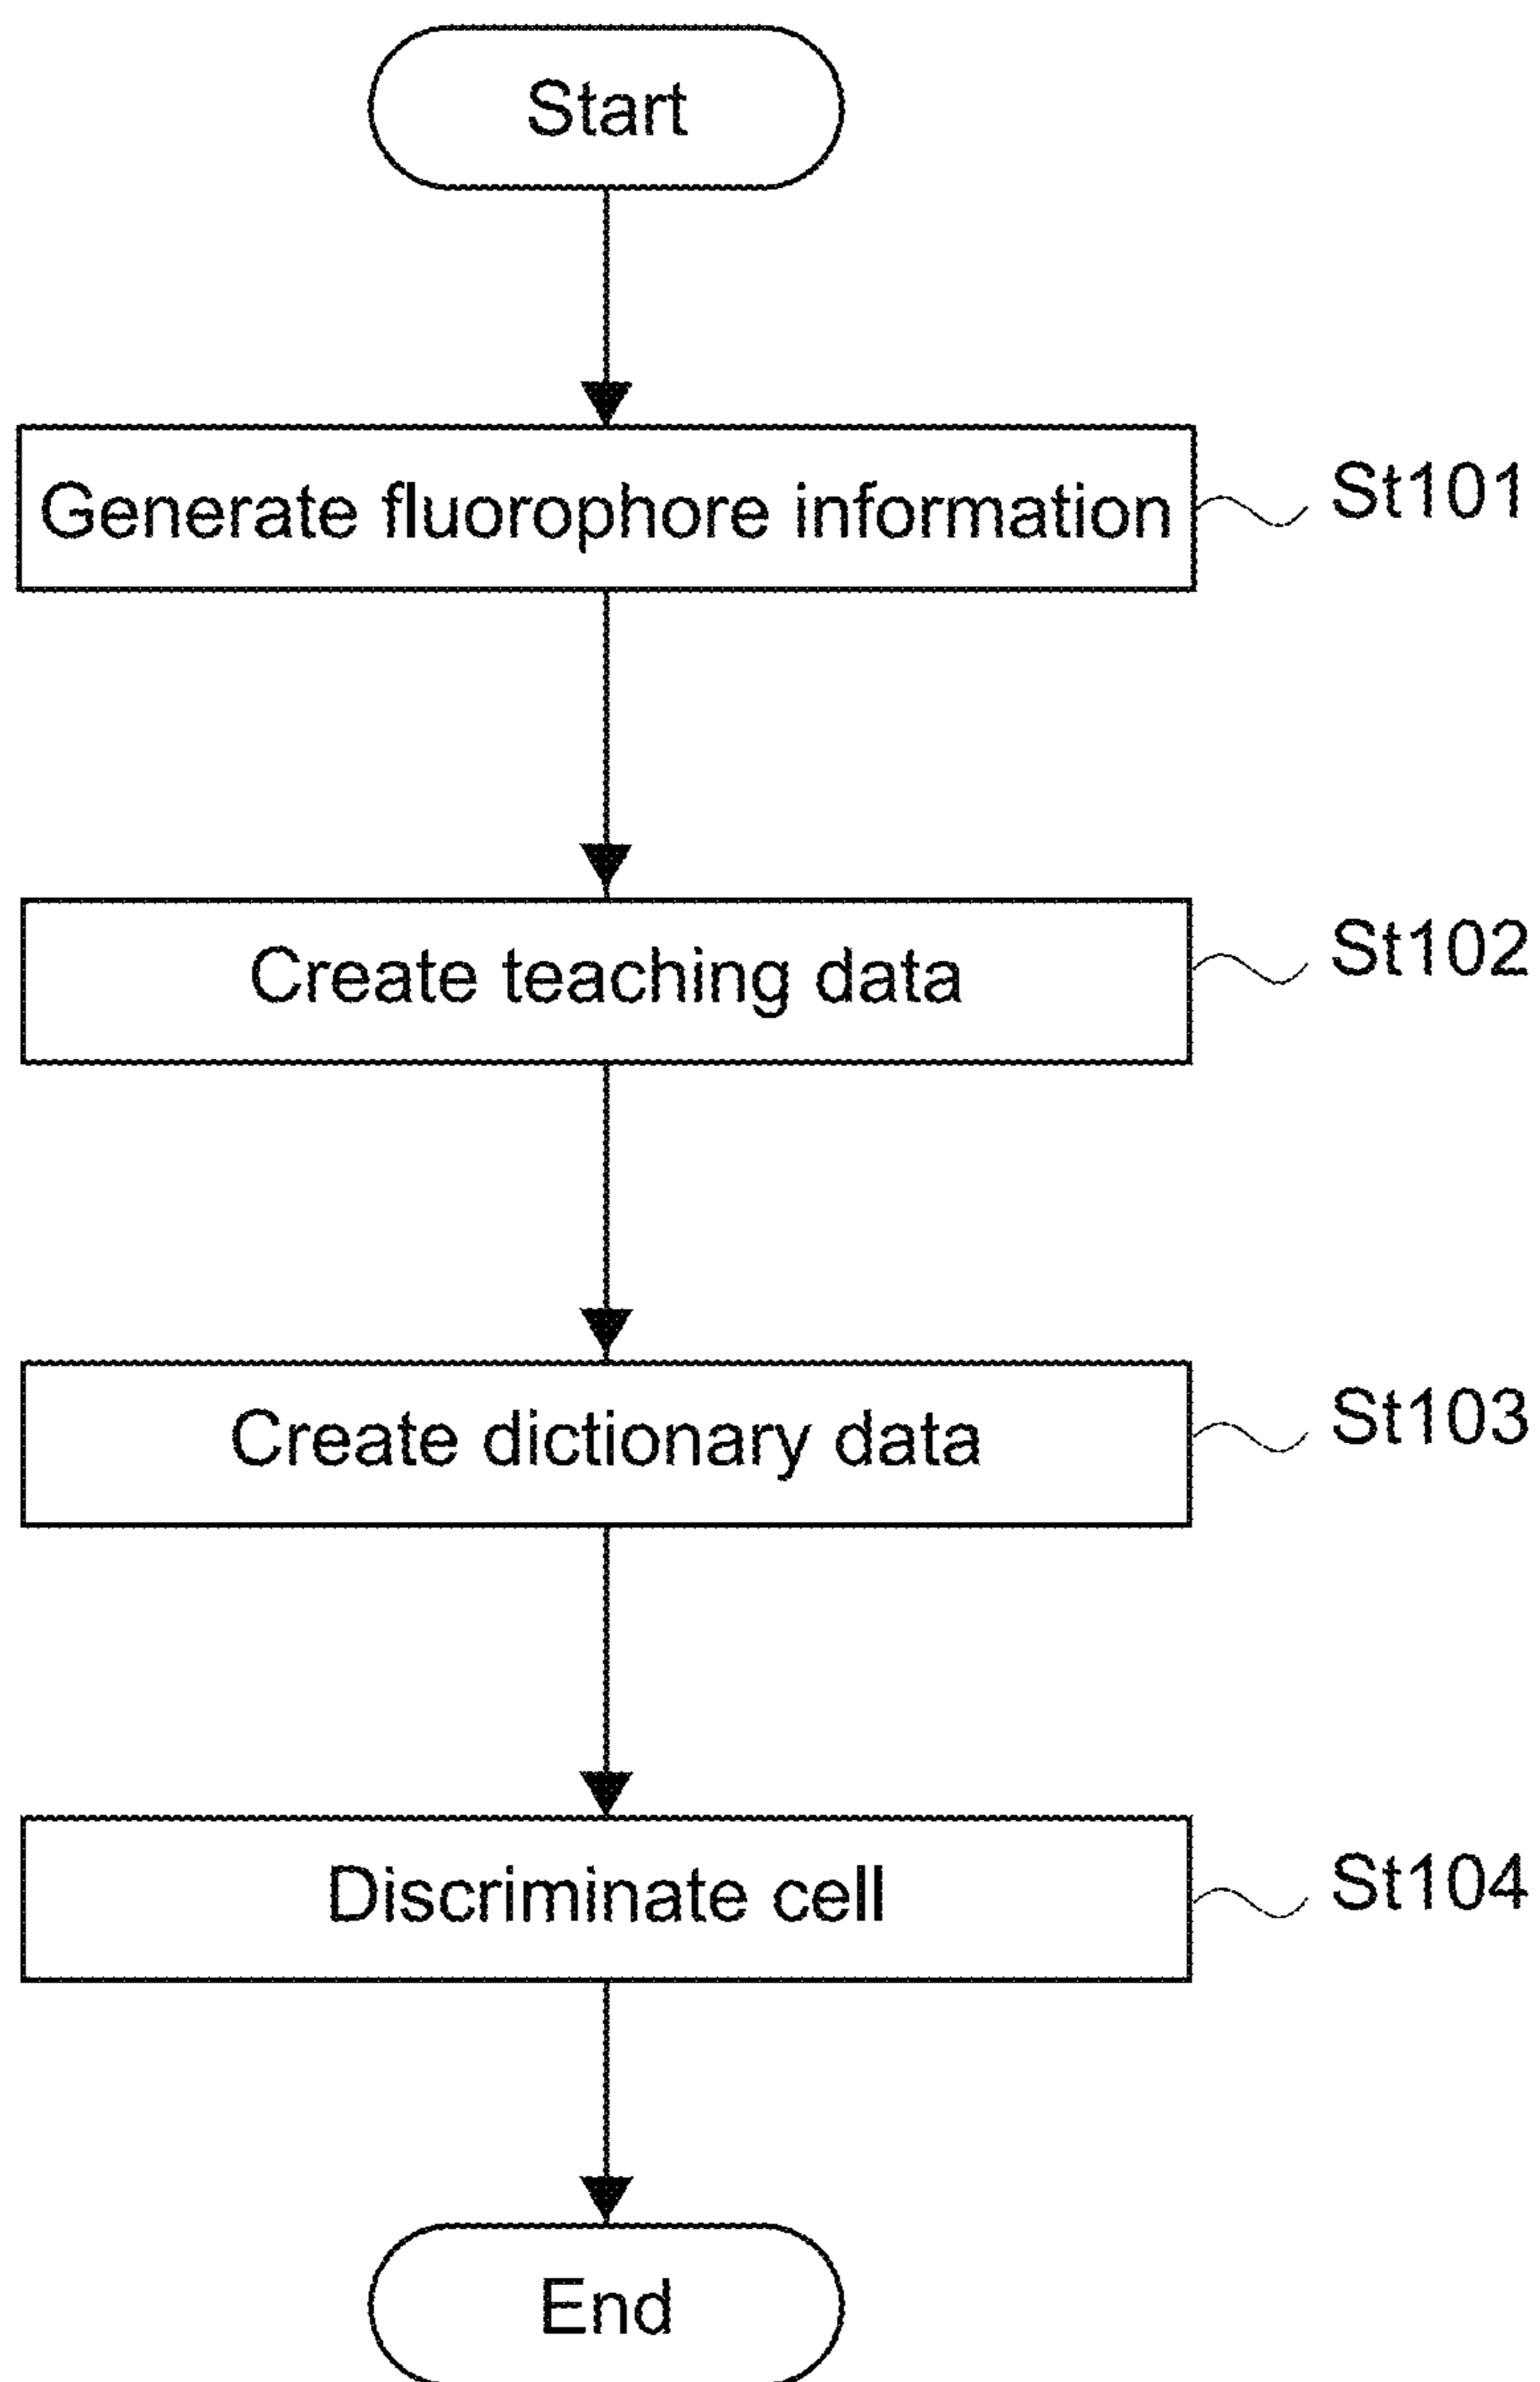 Start
Generate fluorophore information
St101
Create teaching data
St102
Create dictionary data
St103
Discriminate cell
St104
End